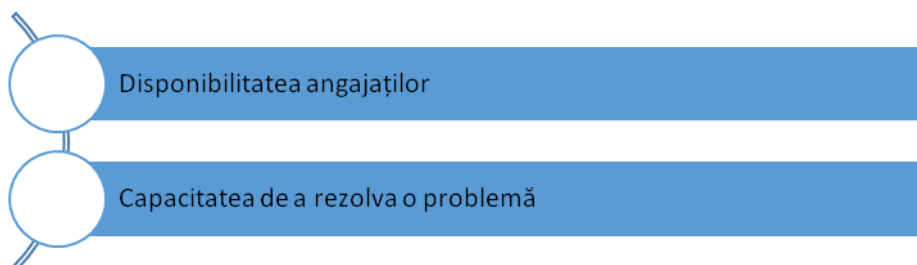 Disponibilitatea angajaților
Capacitatea de a rezolva o problemă